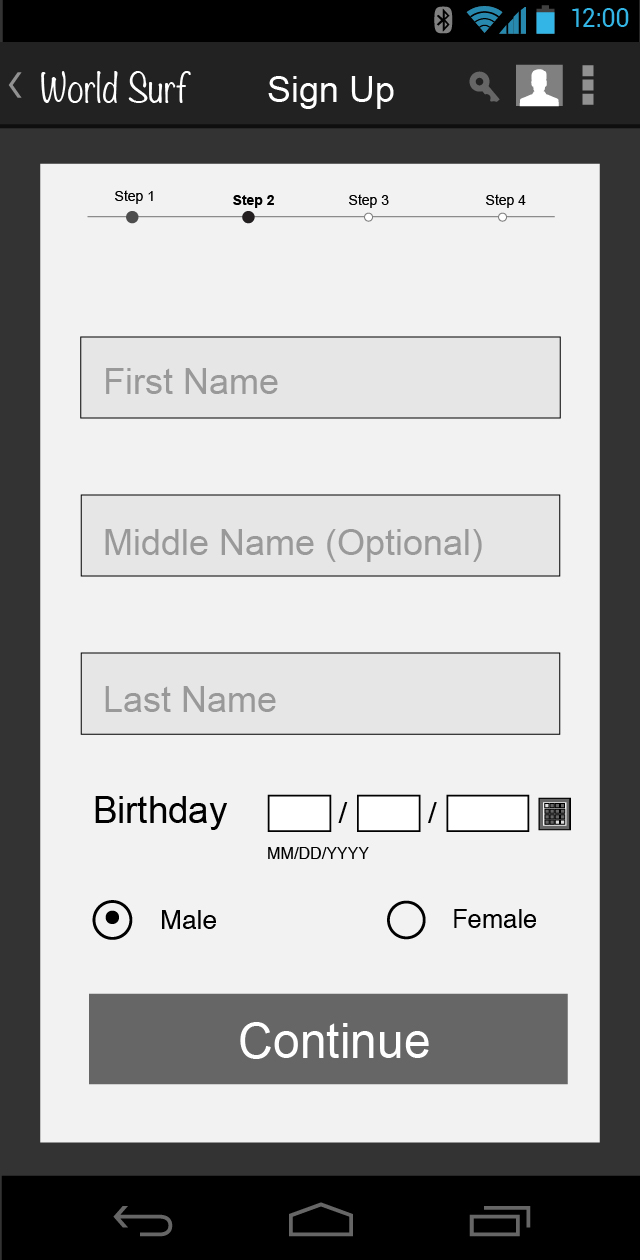 12:00
World Surf Sign Up
Step 1 Step 2 Step 3 Step 4
First Name
Middle Name (Optional)
Last Name
Birthday / /
MM/DD/YYYY
Male Female
Continue